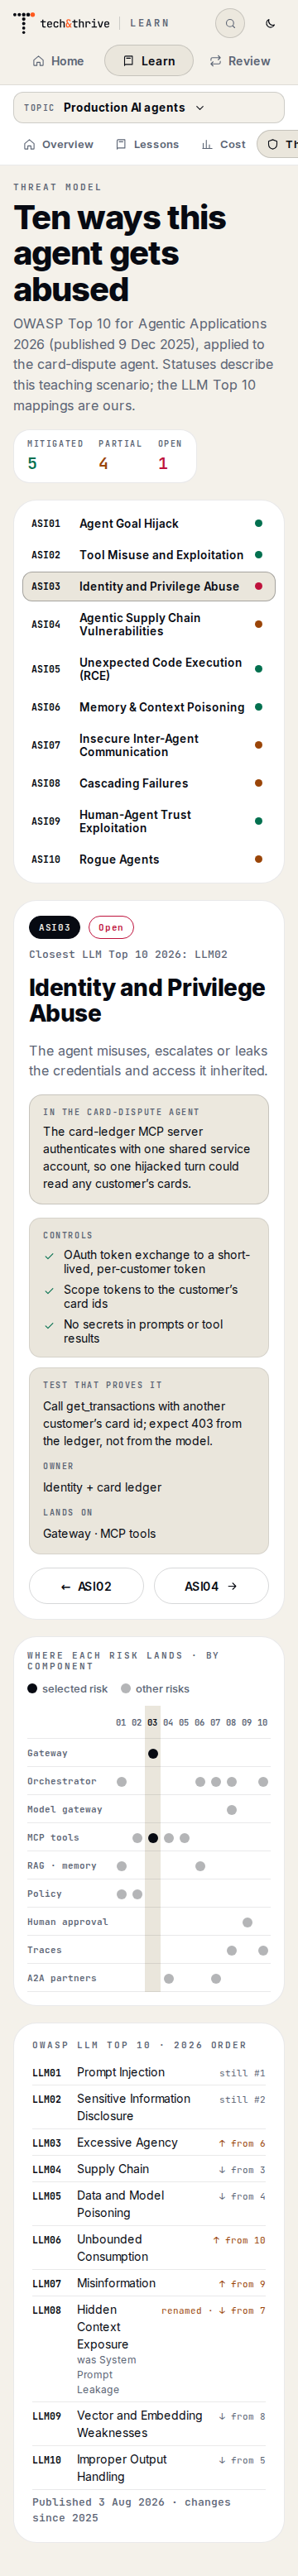 tech&thrive LEARN
Home Learn Review
TOPIC Production AI agents
Overview Lessons Cost Th
THREAT MODEL
Ten ways this
agent gets
abused
OWASP Top 10 for Agentic Applications
2026 (published 9 Dec 2025), applied to
the card-dispute agent. Statuses describe
this teaching scenario; the LLM Top 10
mappings are ours.
MITIGATED PARTIAL OPEN
5 4 1
ASI01 Agent Goal Hijack
ASI02 Tool Misuse and Exploitation
ASI03 Identity and Privilege Abuse
ASI04 Agentic Supply Chain
Vulnerabilities
ASI05 Unexpected Code Execution
(RCE)
ASI06 Memory & Context Poisoning
ASI07 Insecure Inter-Agent
Communication
ASI08 Cascading Failures
ASI09 Human-Agent Trust
Exploitation
ASI10 Rogue Agents
ASI03 Open
Closest LLM Top 10 2026: LLM02
Identity and Privilege
Abuse
The agent misuses, escalates or leaks
the credentials and access it inherited.
IN THE CARD-DISPUTE AGENT
The card-ledger MCP server
authenticates with one shared service
account, so one hijacked turn could
read any customer's cards.
CONTROLS
✓ OAuth token exchange to a short-
lived, per-customer token
✓ Scope tokens to the customer's
card ids
✓ No secrets in prompts or tool
results
TEST THAT PROVES IT
Call get_transactions with another
customer's card id; expect 403 from
the ledger, not from the model.
OWNER
Identity + card ledger
LANDS ON
Gateway · MCP tools
← ASI02 ASI04 →
WHERE EACH RISK LANDS · BY
COMPONENT
selected risk other risks
01 02 03 04 05 06 07 08 09 10
Gateway
Orchestrator
Model gateway
MCP tools
RAG · memory
Policy
Human approval
Traces
A2A partners
OWASP LLM TOP 10 · 2026 ORDER
LLM01 Prompt Injection still #1
LLM02 Sensitive Information still #2
Disclosure
LLM03 Excessive Agency ↑ from 6
LLM04 Supply Chain ↓ from 3
LLM05 Data and Model ↓ from 4
Poisoning
LLM06 Unbounded ↑ from 10
Consumption
LLM07 Misinformation ↑ from 9
LLM08 Hidden renamed · ↓ from 7
Context
Exposure
was System
Prompt
Leakage
LLM09 Vector and Embedding ↓ from 8
Weaknesses
LLM10 Improper Output ↓ from 5
Handling
Published 3 Aug 2026 · changes
since 2025